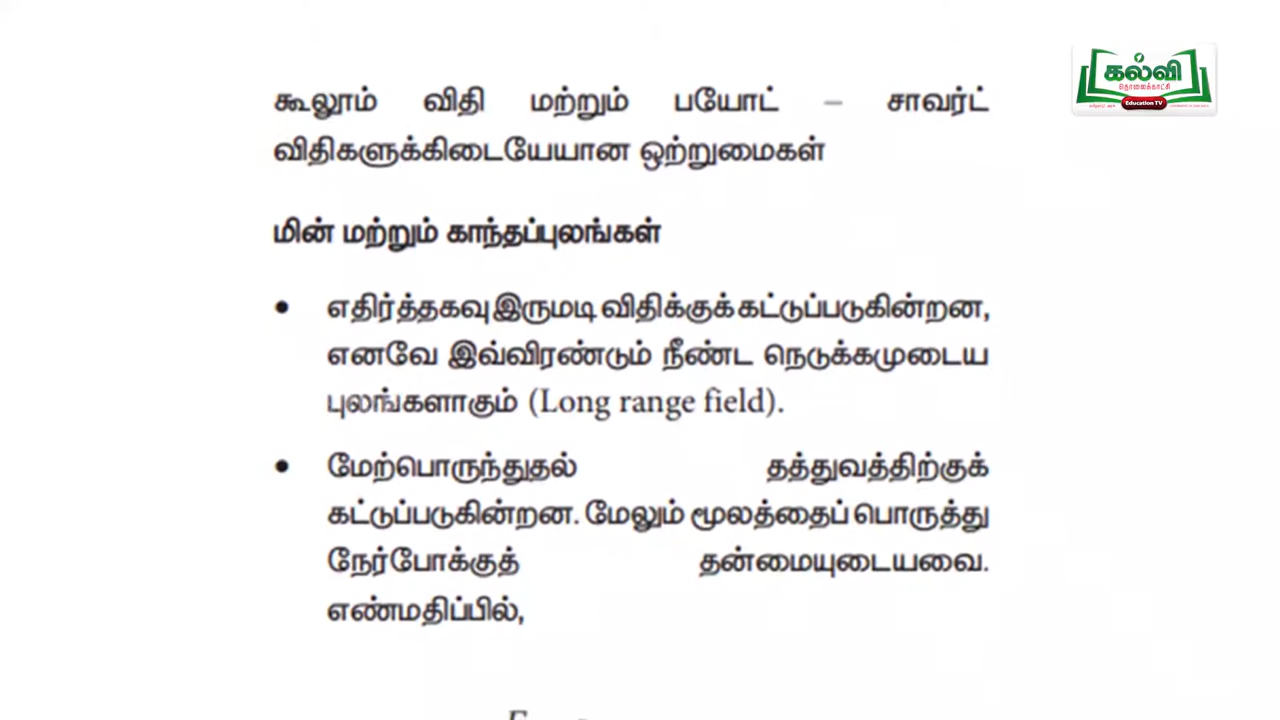 கல்வி
தொலைக்காட்சி
Education TV
கூலூம் விதி மற்றும் பயோட் – சாவர்ட்
விதிகளுக்கிடையேயான ஒற்றுமைகள்
மின் மற்றும் காந்தப்புலங்கள்
• எதிர்த்தகவு இருமடி விதிக்குக் கட்டுப்படுகின்றன,
எனவே இவ்விரண்டும் நீண்ட நெடுக்கமுடைய
புலங்களாகும் (Long range field).
• மேற்பொருந்துதல் தத்துவத்திற்குக்
கட்டுப்படுகின்றன. மேலும் மூலத்தைப் பொருத்து
நேர்போக்குத் தன்மையுடையவை.
எண்மதிப்பில்,